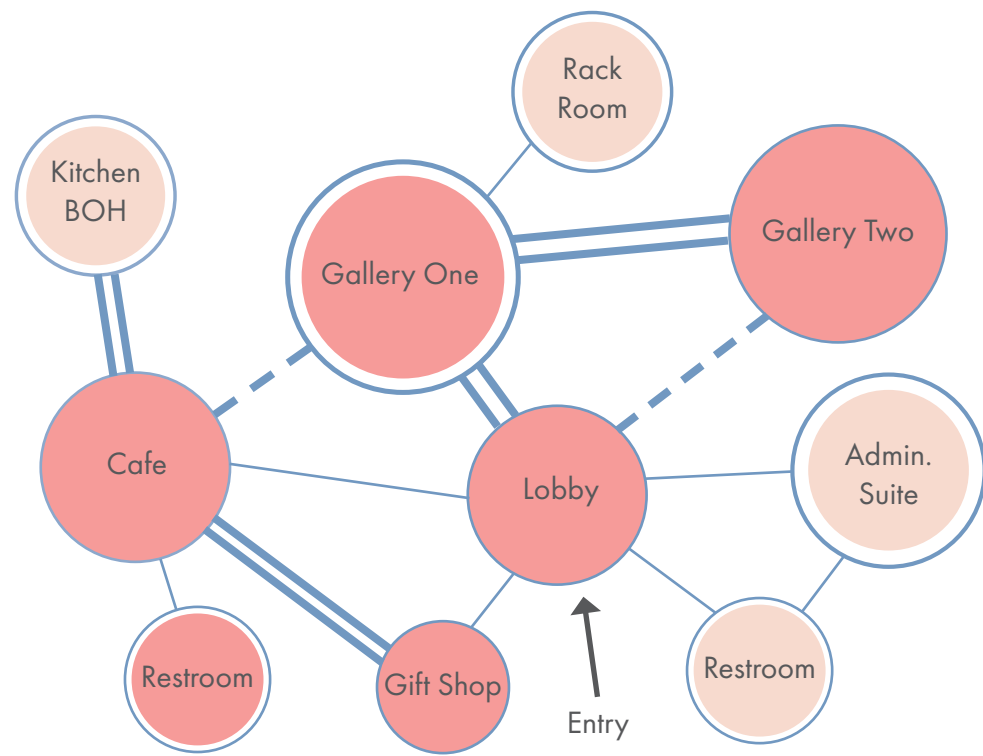 Rack
Room
Kitchen
BOH
Gallery Two
Gallery One
Admin.
Suite
Cafe
Lobby
Restroom
Gift Shop
Restroom
Entry